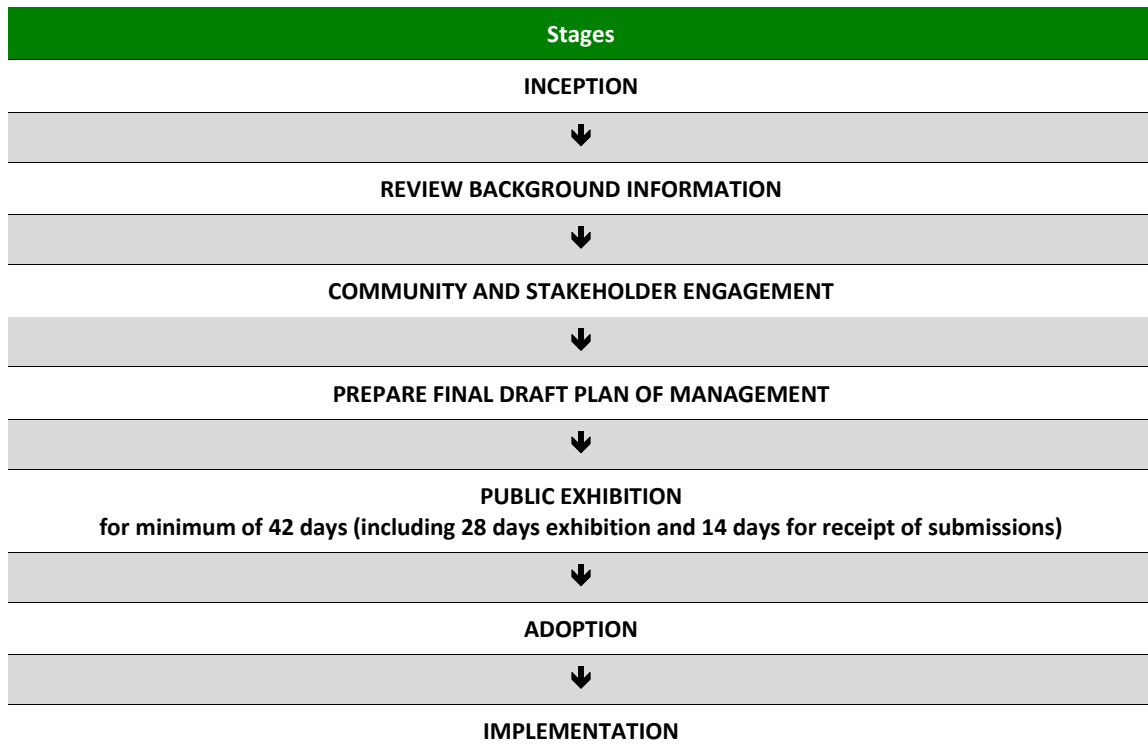 Stages
INCEPTION
🡻
REVIEW BACKGROUND INFORMATION
🡻
COMMUNITY AND STAKEHOLDER ENGAGEMENT
🡻
PREPARE FINAL DRAFT PLAN OF MANAGEMENT
🡻
PUBLIC EXHIBITION
for minimum of 42 days (including 28 days exhibition and 14 days for receipt of submissions)
🡻
ADOPTION
🡻
IMPLEMENTATION